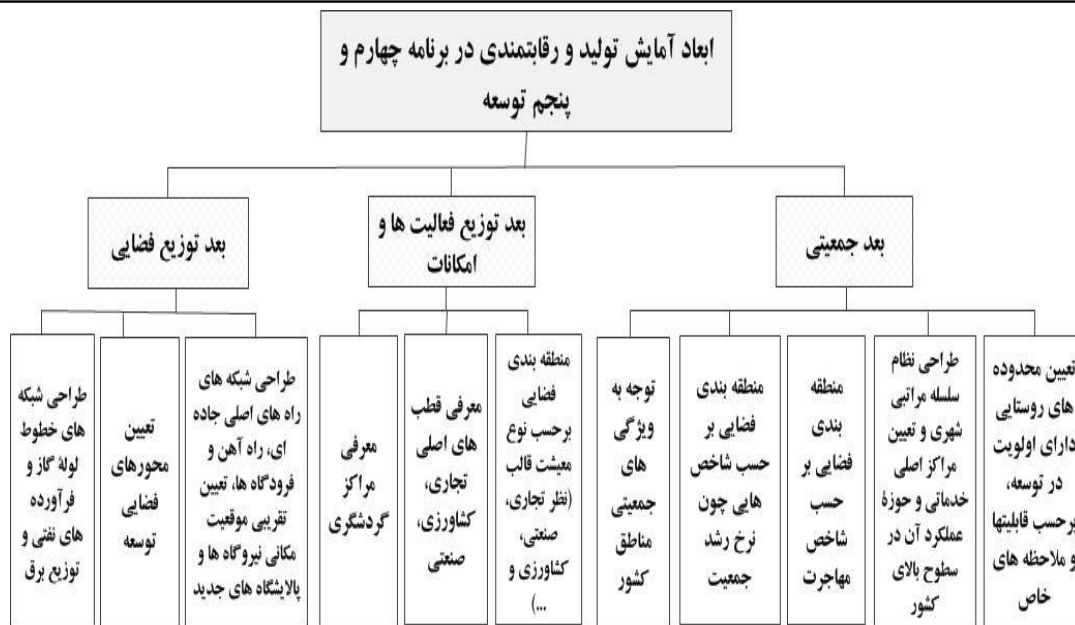 ابعاد آمایش تولید و رقابتمندی در برنامه چهارم و
پنجم توسعه
بعد جمعیتی
بعد توزیع فعالیت ها و
امکانات
بعد توزیع فضایی
تعیین محدوده
های روستایی
دارای اولویت
در توسعه،
برحسب قابلیتها
و ملاحظه های
خاص
طراحی نظام
سلسه مراتبی
شهری و تعیین
مراکز اصلی
خدماتی و حوزهٔ
عملکرد آن در
سطوح بالای
کشور
منطقه
بندی
فضایی بر
حسب
شاخص
مهاجرت
منطقه بندی
فضایی بر
حسب شاخص
هایی چون
نرخ رشد
جمعیت
توجه به
ویژگی
های
جمعیتی
مناطق
کشور
منطقه بندی
فضایی
برحسب نوع
معیشت قالب
(نظر تجاری،
صنعتی،
کشاورزی و
...)
معرفی قطب
های اصلی
تجاری،
کشاورزی،
صنعتی
معرفی
مراکز
گردشگری
طراحی شبکه های
راه های اصلی جاده
ای، راه آهن و
فرودگاه ها، تعیین
تقریبی موقعیت
مکانی نیروگاه ها و
پالایشگاه های جدید
تعیین
محورهای
فضایی
توسعه
طراحی شبکه
های خطوط
لولهٔ گاز و
فرآورده
های نفتی و
توزیع برق